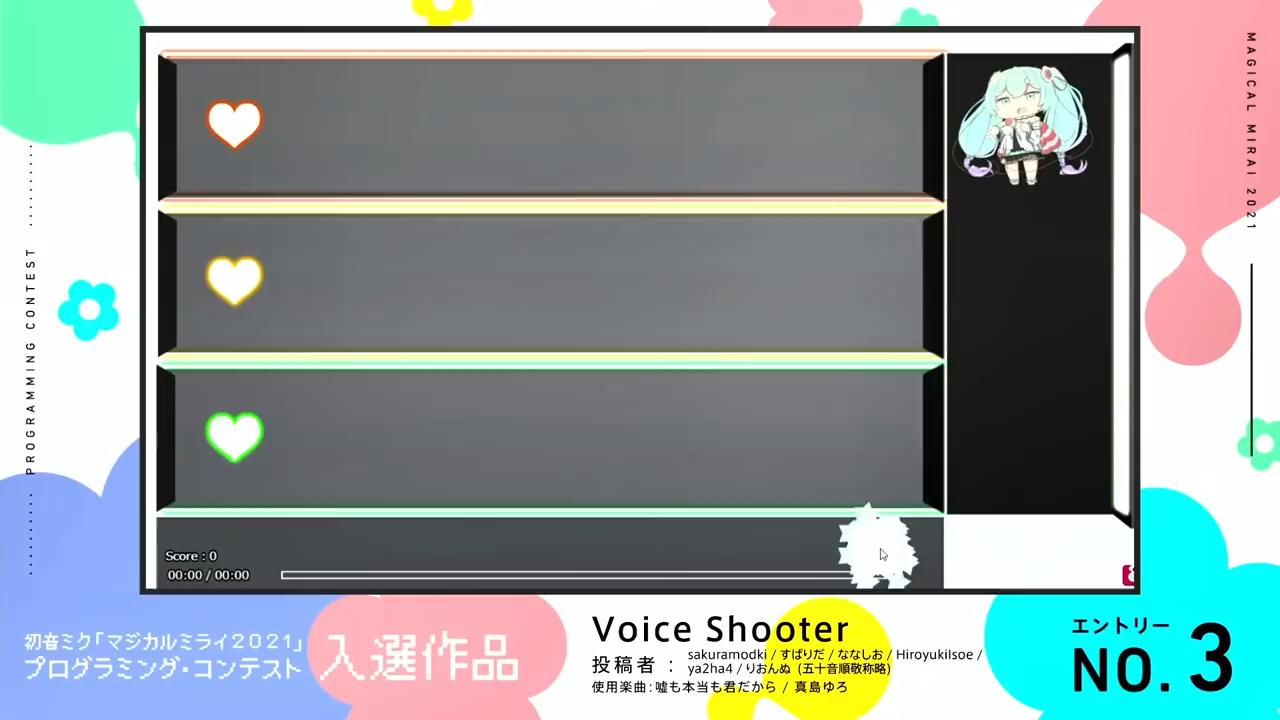 MAGICAL MIRAI 2021
PROGRAMMING CONTEST
Score : 0
00:00 / 00:00
初音ミク「マジカルミライ2021」
プログラミング・コンテスト
入選作品
Voice Shooter
投稿者 : sakuramodki / すぱりだ / ななしお / HiroyukiIsoe /
ya2ha4 / りおんぬ (五十音順敬称略)
使用楽曲: 嘘も本当も君だから / 真島ゆろ
エントリー
NO. 3